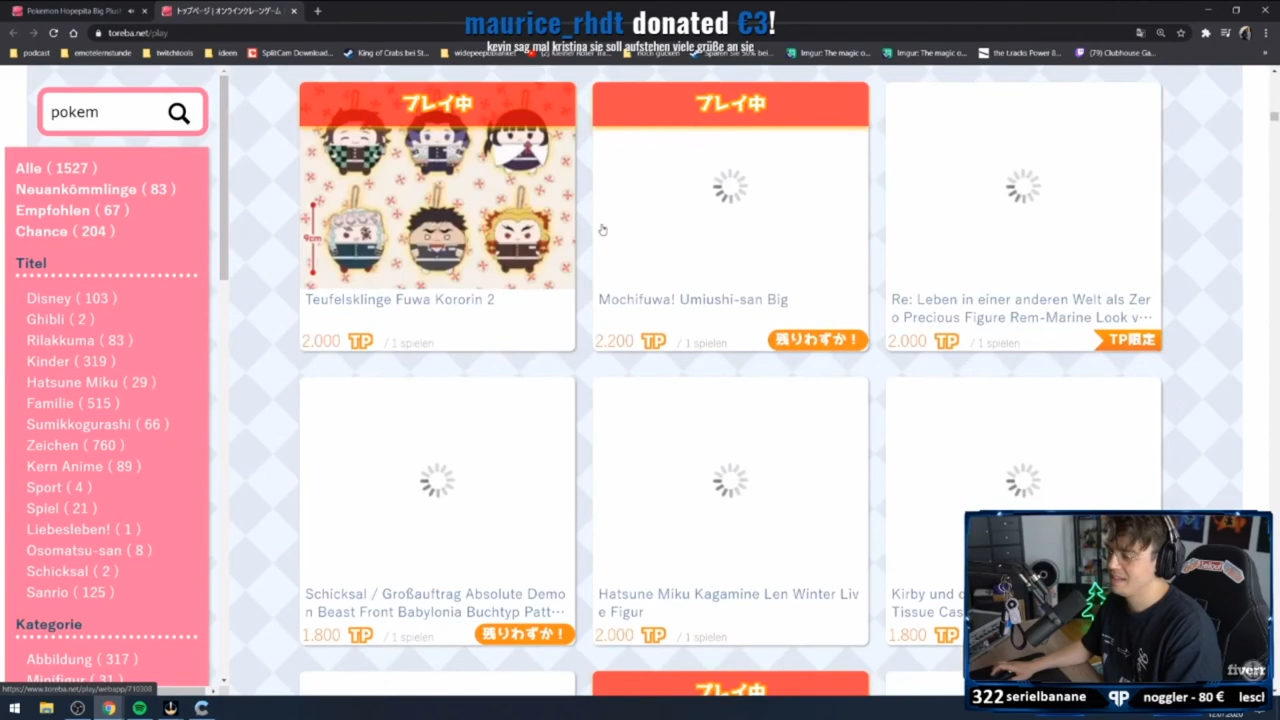 Pokemon Hopepita Big Plus
トップページ | オンラインクレーンゲーム
maurice_rhdt donated €3!
toreba.net/play
kevin sag mal kristina sie soll aufstehen viele grüße an sie
podcast
emotelernstunde
twitchtools
ideen
SplitCam Download...
King of Crabs bei St...
widepeepoblanket
Imgur: The magic o...
Imgur: The magic o...
the t.racks Power 8...
(79) Clubhouse Ga...
pokem
Alle ( 1527 )
Neuankömmlinge ( 83 )
Empfohlen ( 67 )
Chance ( 204 )
Titel
Disney ( 103 )
Ghibli ( 2 )
Rilakkuma ( 83 )
Kinder ( 319 )
Hatsune Miku ( 29 )
Familie ( 515 )
Sumikkogurashi ( 66 )
Zeichen ( 760 )
Kern Anime ( 89 )
Sport ( 4 )
Spiel ( 21 )
Liebesleben! ( 1 )
Osomatsu-san ( 8 )
Schicksal ( 2 )
Sanrio ( 125 )
Kategorie
Abbildung ( 317 )
Minifigur ( 31 )
プレイ中
9cm
Teufelsklinge Fuwa Kororin 2
2.000 TP / 1 spielen
プレイ中
Mochifuwa! Umiushi-san Big
2.200 TP / 1 spielen
残りわずか！
Re: Leben in einer anderen Welt als Zer
o Precious Figure Rem-Marine Look v···
2.000 TP / 1 spielen
TP限定
Schicksal / Großauftrag Absolute Demo
n Beast Front Babylonia Buchtyp Patt···
1.800 TP / 1 spielen
残りわずか！
Hatsune Miku Kagamine Len Winter Liv
e Figur
2.000 TP / 1 spielen
Kirby und
Tissue Cas
1.800 TP
プレイ中
https://www.toreba.net/play/webapp/710308
fiverr
322 serielbanane
noggler - 80 € lescl
12.07.2020